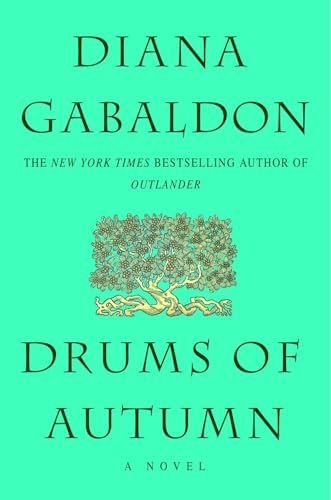 DIANA
GABALDON
THE NEW YORK TIMES BESTSELLING AUTHOR OF
OUTLANDER
DRUMS OF
AUTUMN
A NOVEL